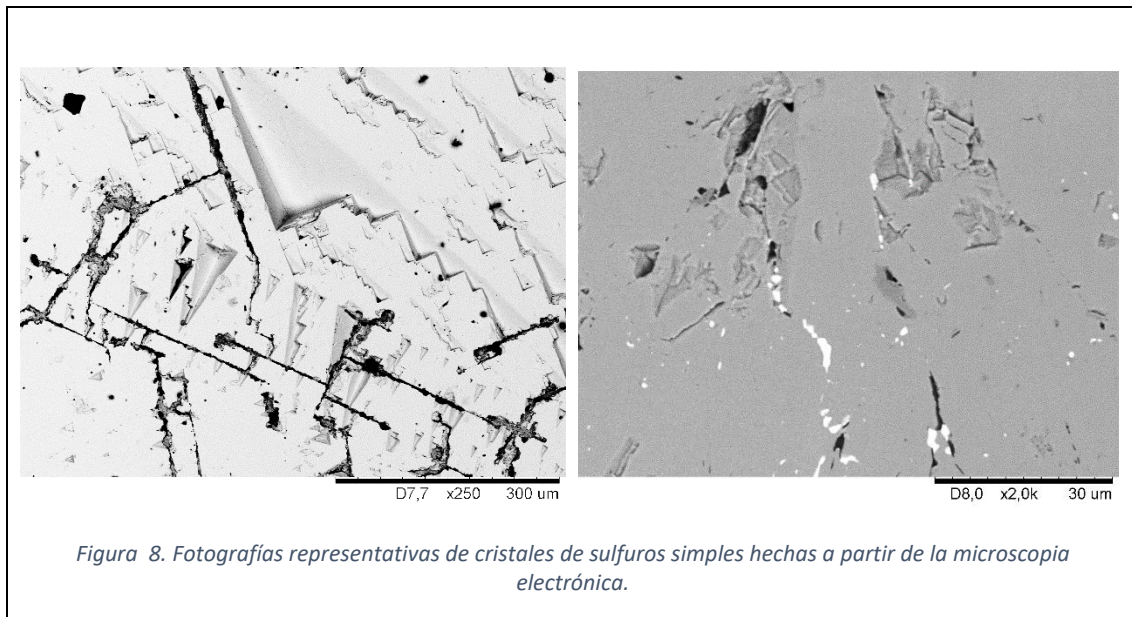 D7,7 x250 300 um
D8,0 x2,0k 30 um
Figura 8. Fotografías representativas de cristales de sulfuros simples hechas a partir de la microscopia
electrónica.